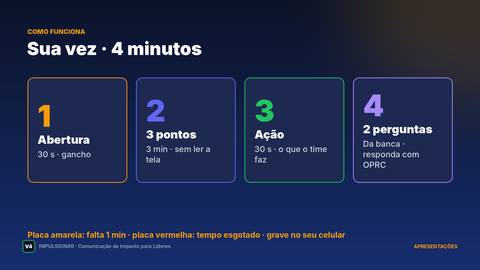 COMO FUNCIONA
Sua vez · 4 minutos
1
Abertura
30 s · gancho
2
3 pontos
3 min · sem ler a
tela
3
Ação
30 s · o que o time
faz
4
2 perguntas
Da banca ·
responda com
OPRC
Placa amarela: falta 1 min · placa vermelha: tempo esgotado · grave no seu celular
V4 IMPULSIONAR · Comunicação de Impacto para Líderes
APRESENTAÇÕES